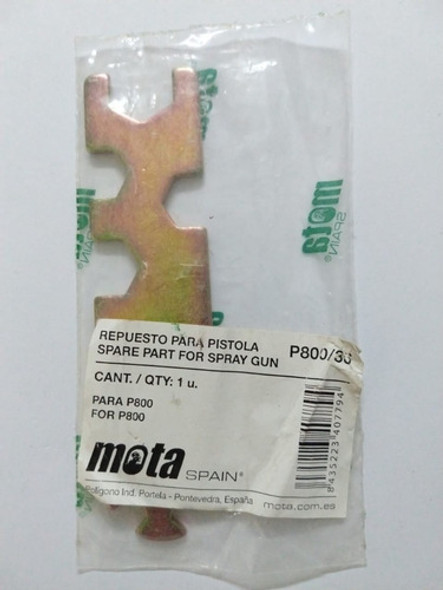 mota
SPAIN®
REPUESTO PARA PISTOLA
SPARE PART FOR SPRAY GUN
P800/33
CANT. / QTY: 1 u.
PARA P800
FOR P800
mota SPAIN®
Polígono Ind. Portela - Pontevedra, España
mota.com.es
8435223407794